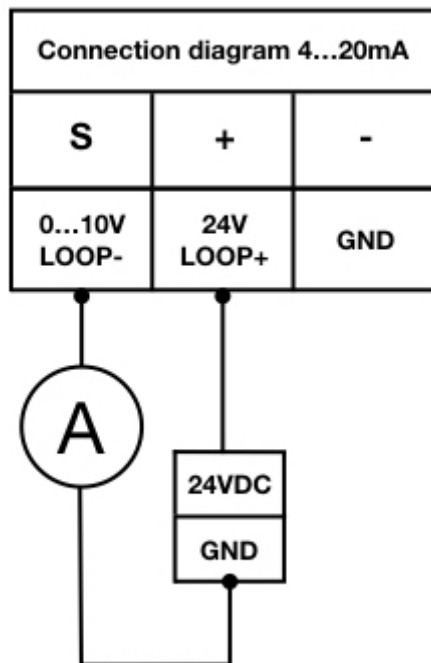 Connection diagram 4...20mA
S + -
0...10V 24V GND
LOOP- LOOP+
A
24VDC
GND